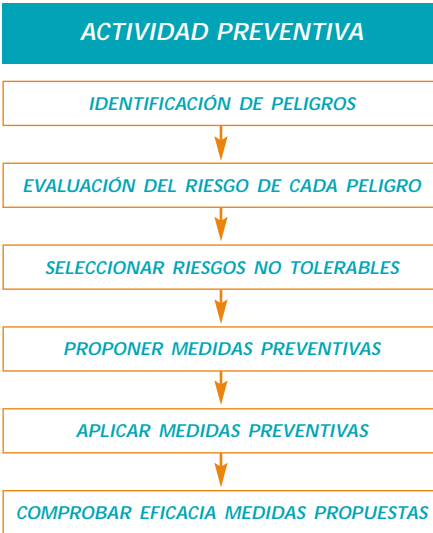 ACTIVIDAD PREVENTIVA
IDENTIFICACIÓN DE PELIGROS
EVALUACIÓN DEL RIESGO DE CADA PELIGRO
SELECCIONAR RIESGOS NO TOLERABLES
PROPONER MEDIDAS PREVENTIVAS
APLICAR MEDIDAS PREVENTIVAS
COMPROBAR EFICACIA MEDIDAS PROPUESTAS